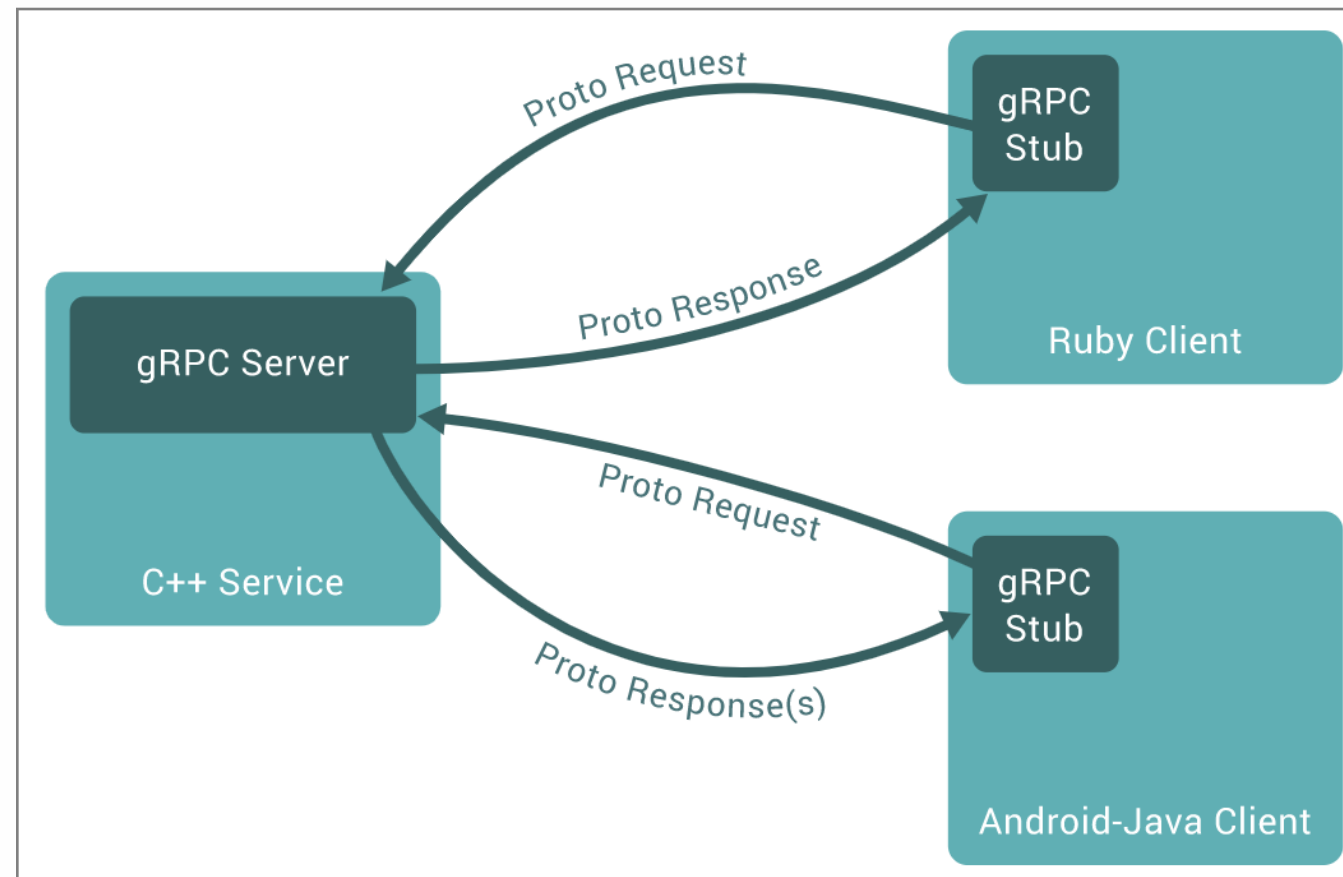 Proto Request
gRPC
Stub
Proto Response
Ruby Client
gRPC Server
C++ Service
Proto Request
gRPC
Stub
Proto Response(s)
Android-Java Client